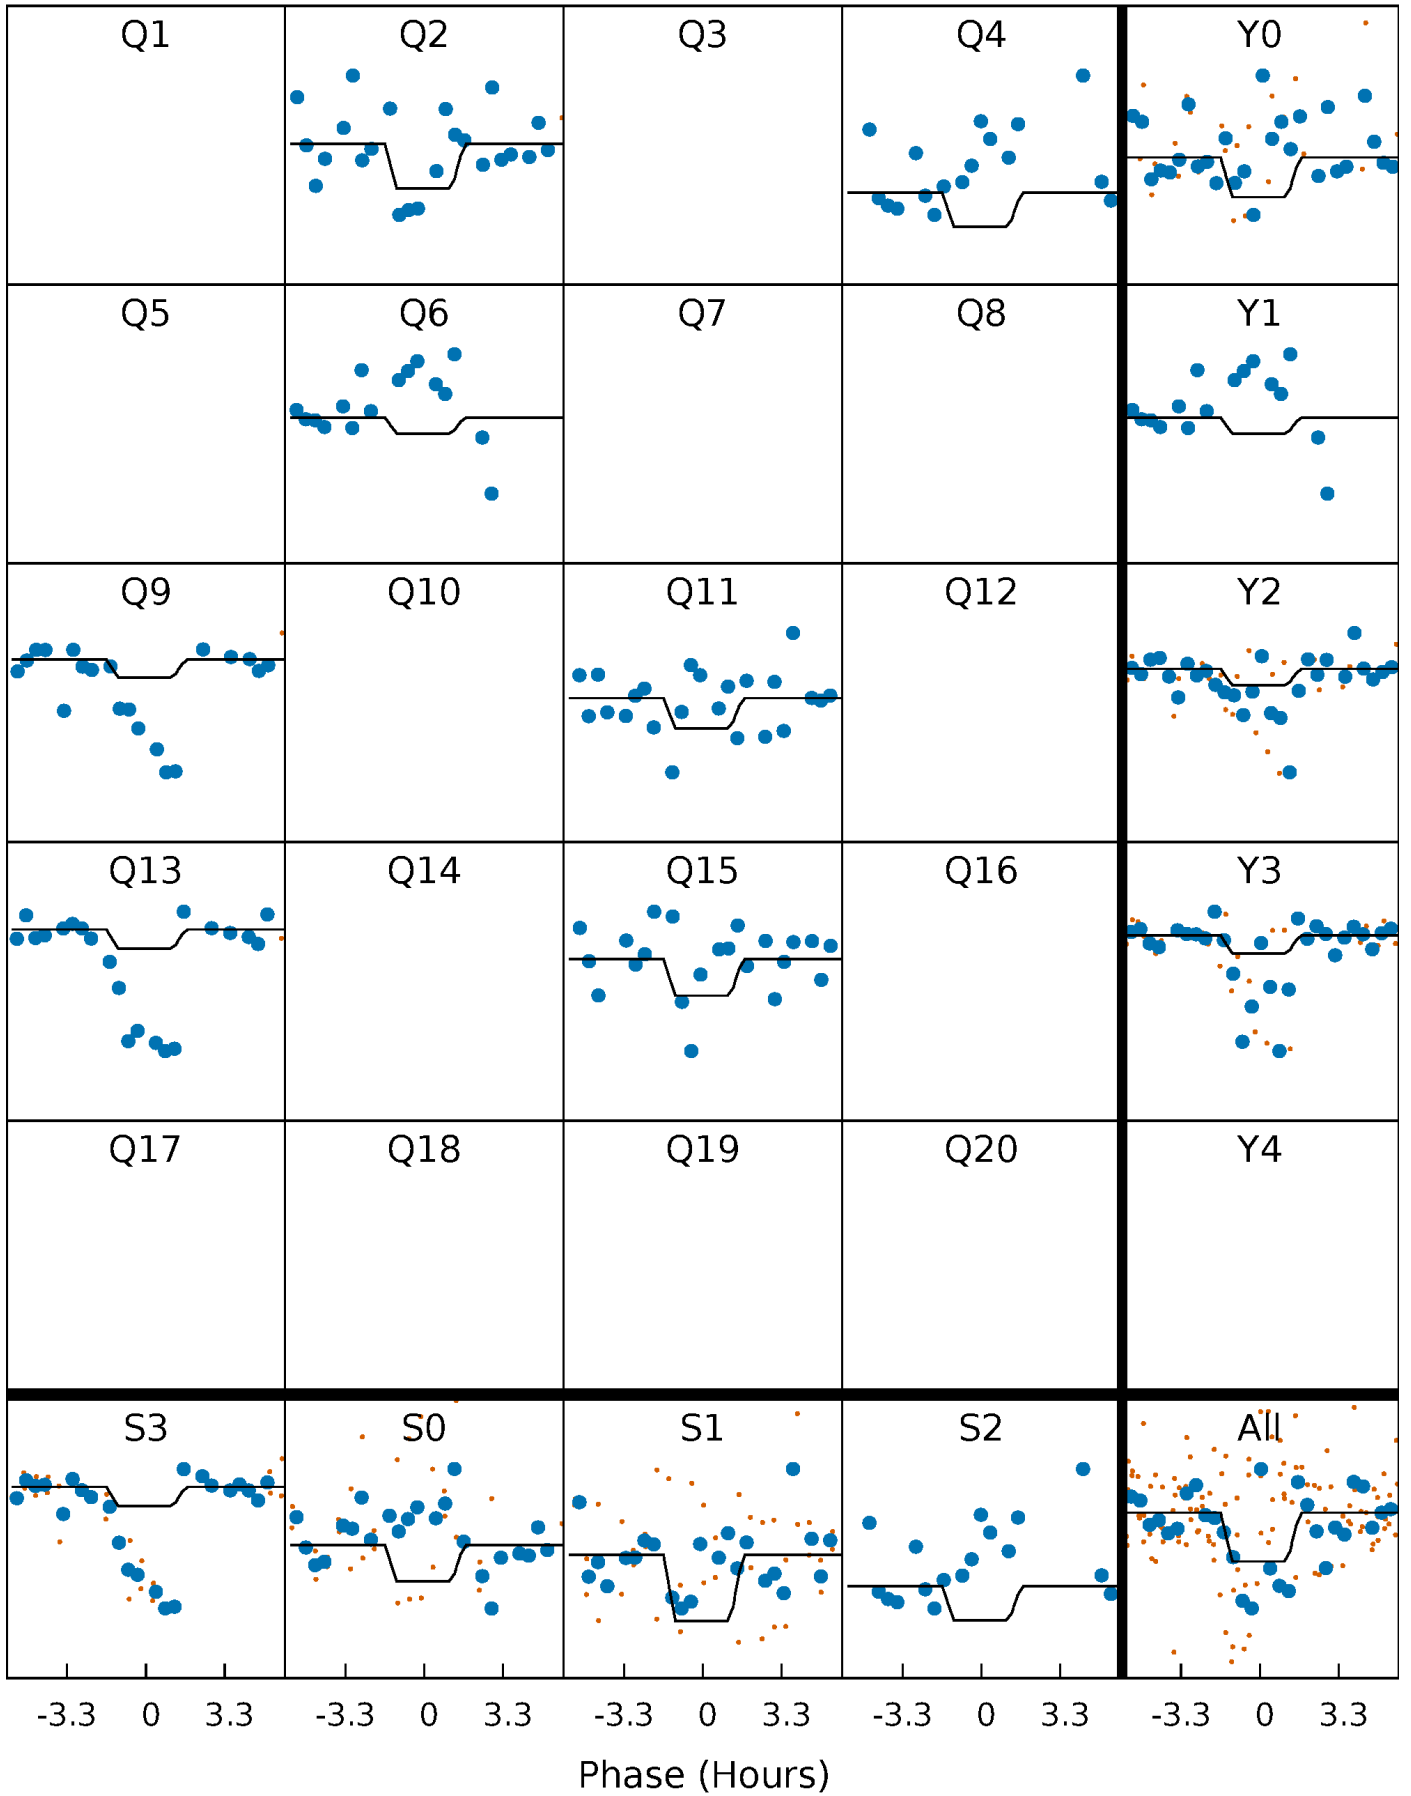 Q1 Q2 Q3 Q4 Y0
Q5 Q6 Q7 Q8 Y1
Q9 Q10 Q11 Q12 Y2
Q13 Q14 Q15 Q16 Y3
Q17 Q18 Q19 Q20 Y4
S3 S0 S1 S2 All
-3.3 0 3.3 -3.3 0 3.3 -3.3 0 3.3 -3.3 0 3.3 -3.3 0 3.3
Phase (Hours)